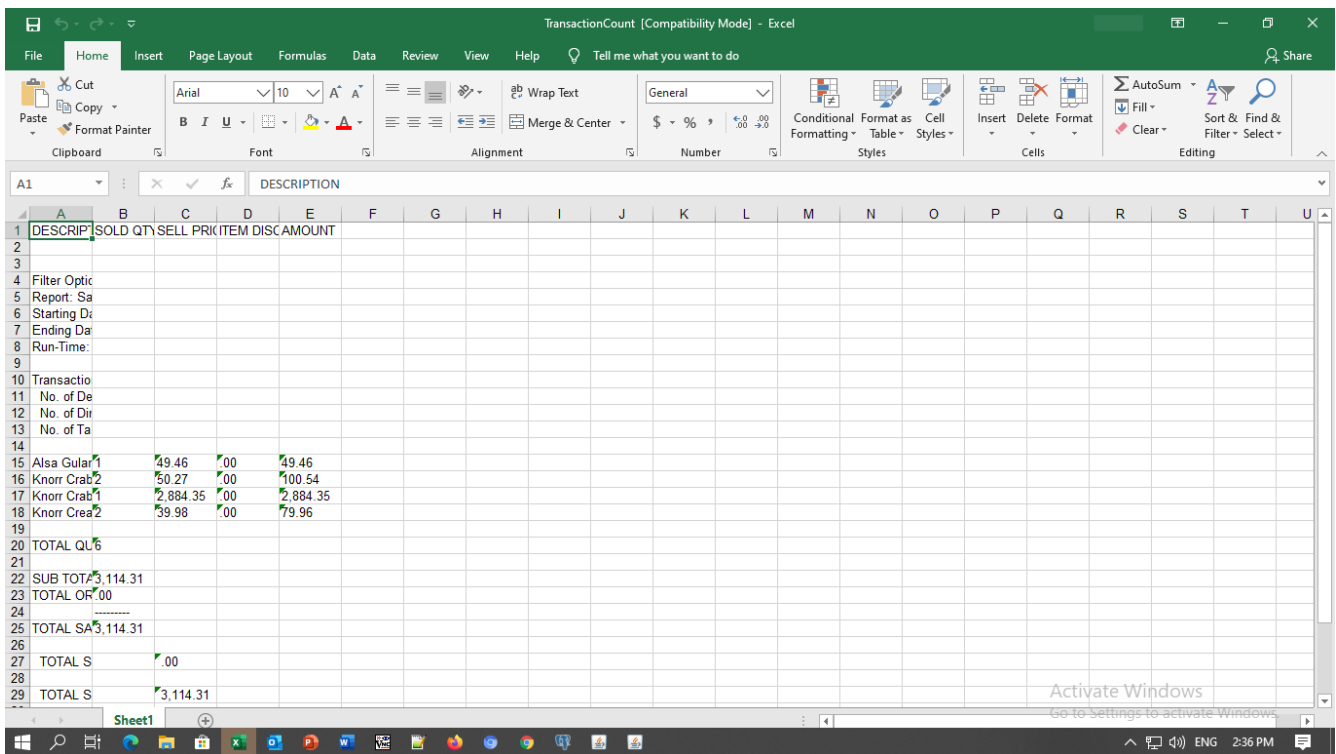 TransactionCount [Compatibility Mode] - Excel
File Home Insert Page Layout Formulas Data Review View Help Tell me what you want to do Share
Paste Cut Copy Format Painter Clipboard
Arial 10 B I U A Font
ab Wrap Text Merge & Center Alignment
General $ % , Number
Conditional Formatting Format as Table Cell Styles Styles
Insert Delete Format Cells
AutoSum Fill Clear Sort & Filter Find & Select Editing
A1 fx DESCRIPTION
A B C D E F G H I J K L M N O P Q R S T U
1 DESCRIPT SOLD QTY SELL PRI( ITEM DISC AMOUNT
2
3
4 Filter Optic
5 Report: Sa
6 Starting Da
7 Ending Dat
8 Run-Time:
9
10 Transactio
11 No. of De
12 No. of Dir
13 No. of Ta
14
15 Alsa Gular 1 49.46 .00 49.46
16 Knorr Crab 2 50.27 .00 100.54
17 Knorr Crab 1 2,884.35 .00 2,884.35
18 Knorr Crea 2 39.98 .00 79.96
19
20 TOTAL QU 6
21
22 SUB TOTA 3,114.31
23 TOTAL OR .00
24 ---------
25 TOTAL SA 3,114.31
26
27 TOTAL S .00
28
29 TOTAL S 3,114.31
Activate Windows
Go to Settings to activate Windows.
Sheet1
ENG 2:36 PM